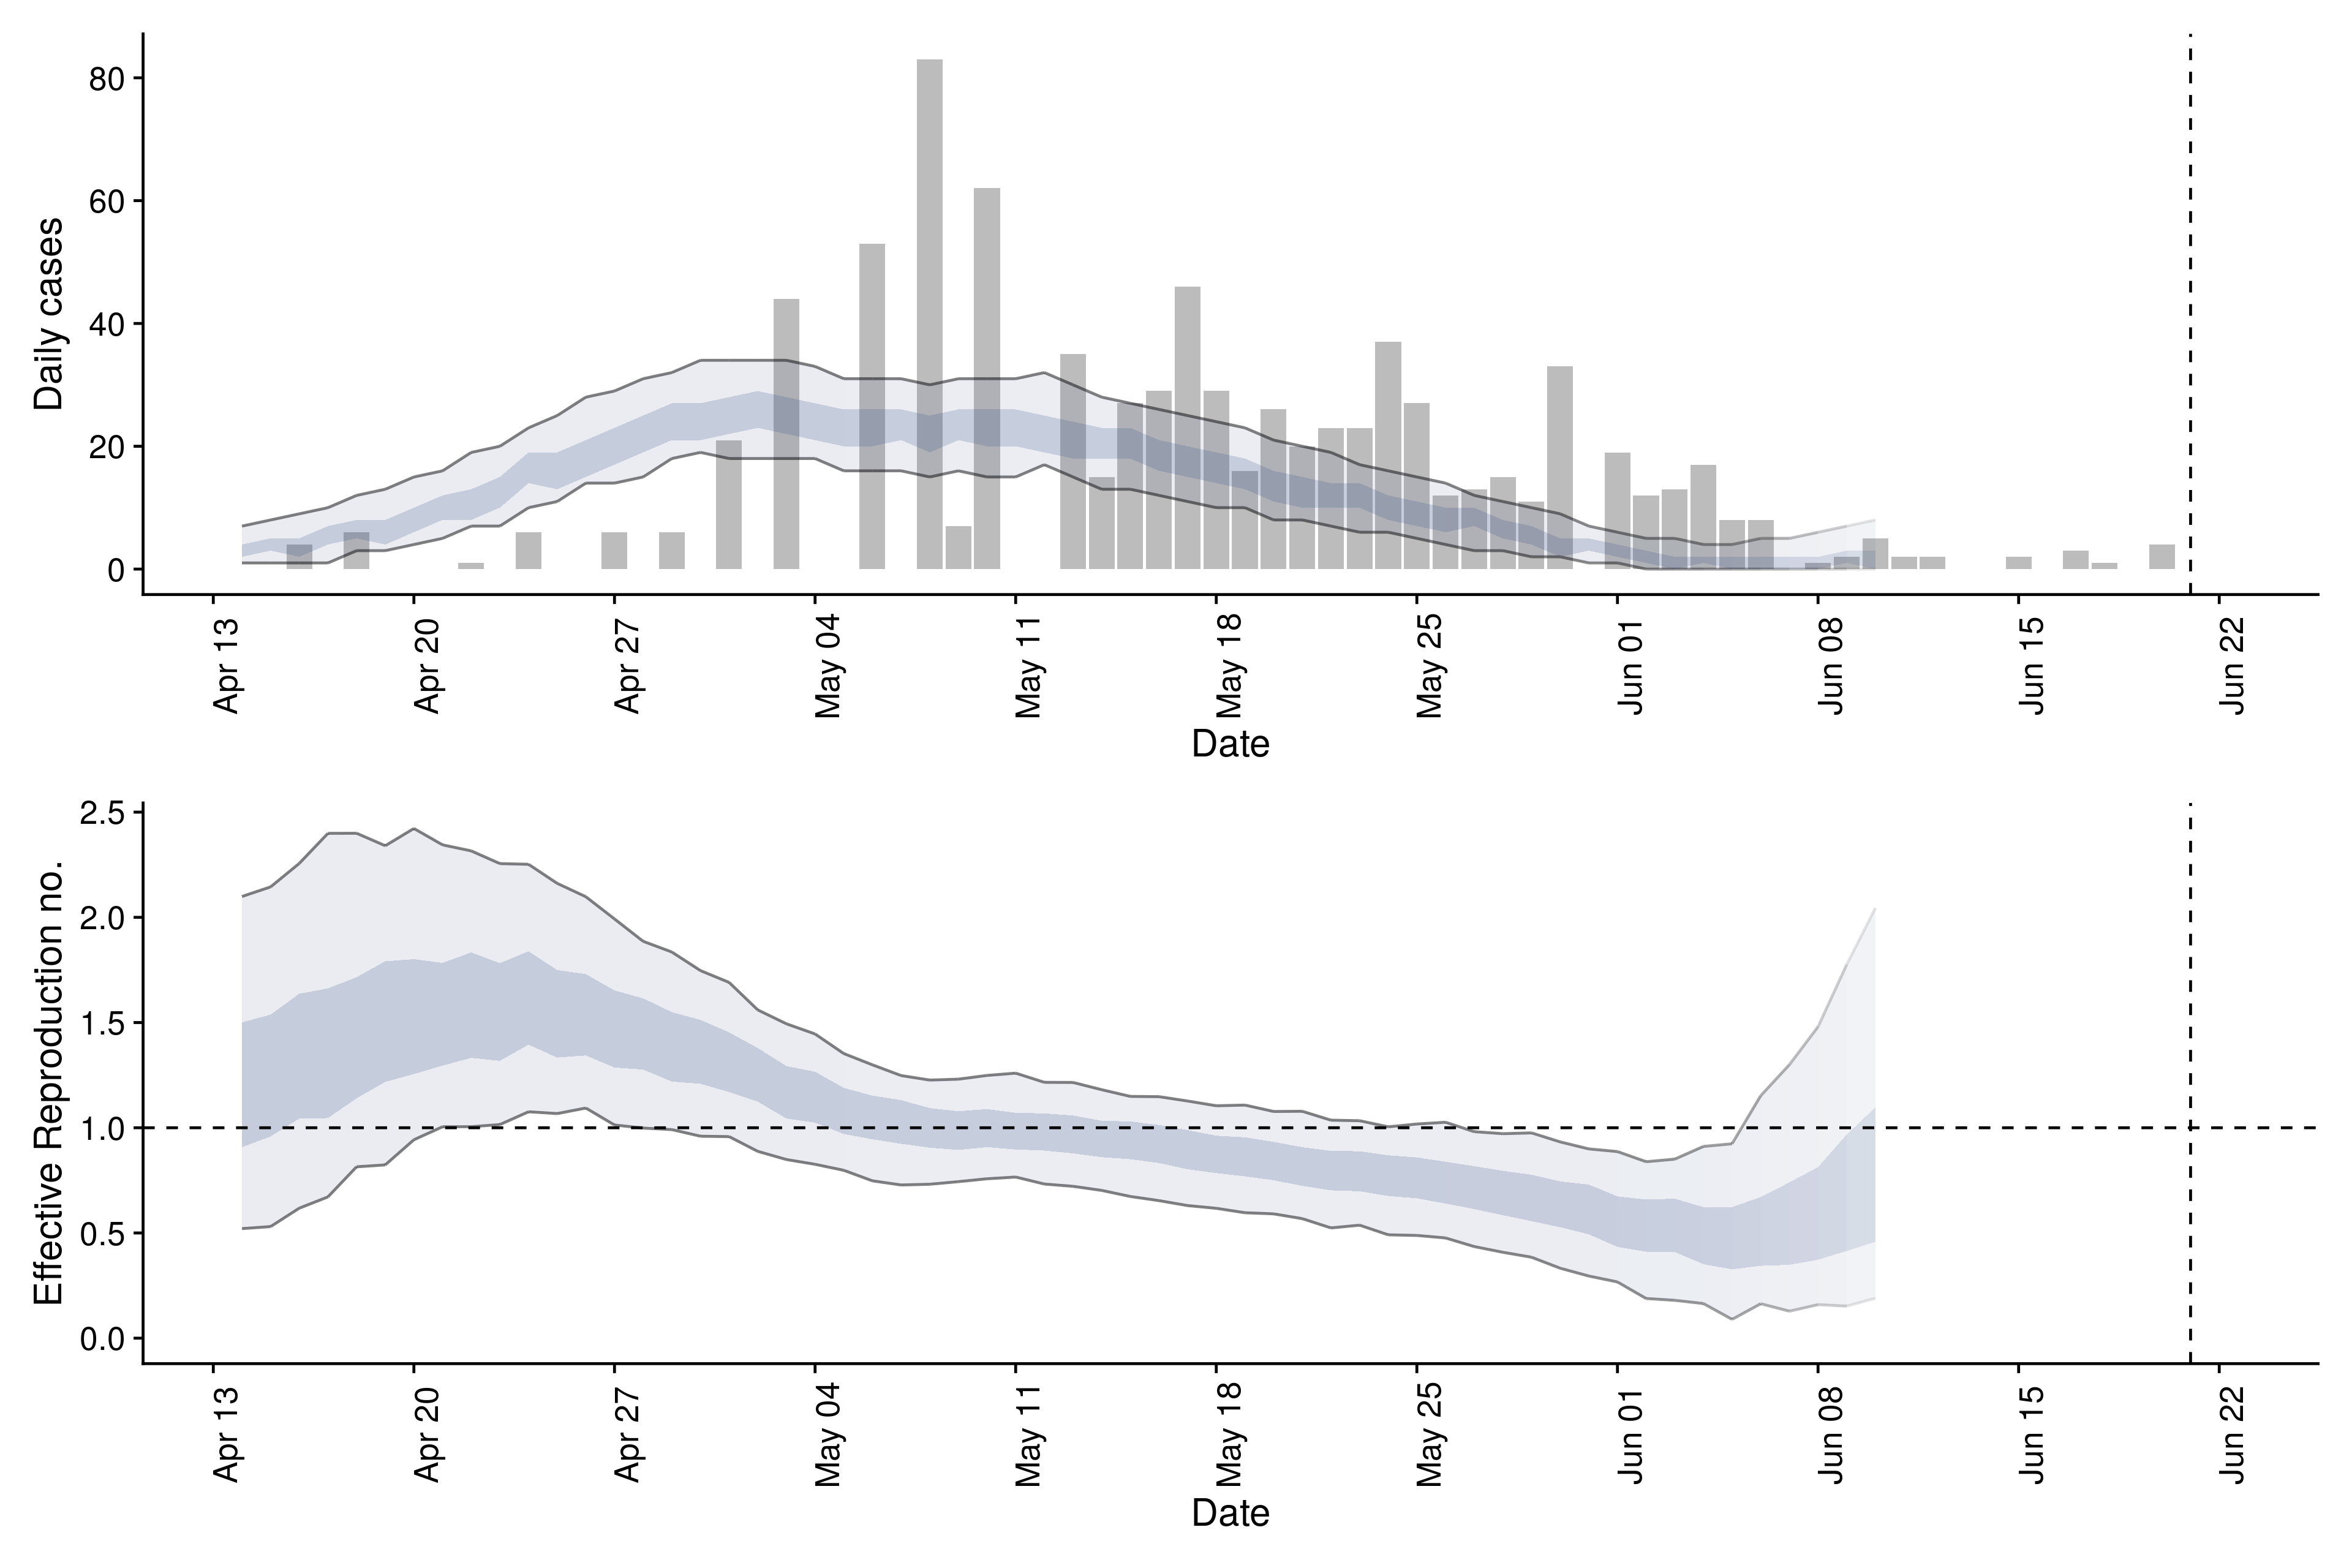 Daily cases
80
60
40
20
0
Apr 13
Apr 20
Apr 27
May 04
May 11
May 18
May 25
Jun 01
Jun 08
Jun 15
Jun 22
Date
Effective Reproduction no.
2.5
2.0
1.5
1.0
0.5
0.0
Apr 13
Apr 20
Apr 27
May 04
May 11
May 18
May 25
Jun 01
Jun 08
Jun 15
Jun 22
Date